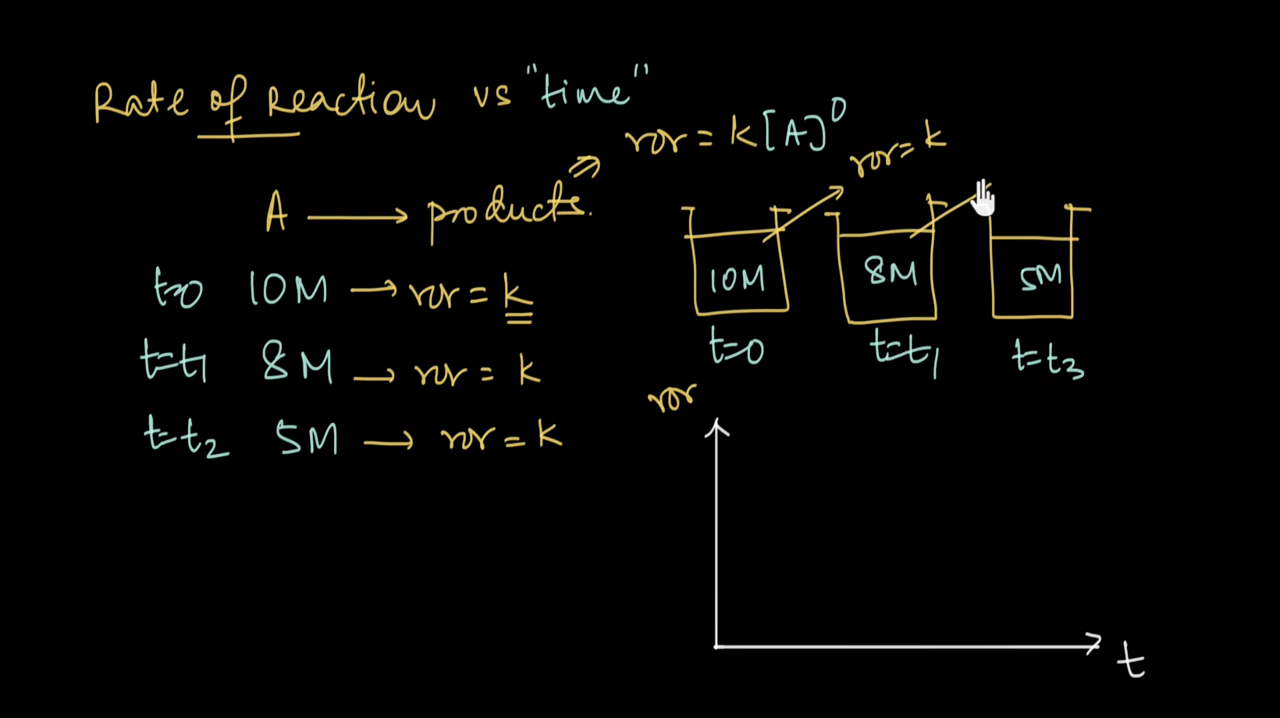 Rate of reaction vs "time"
ror = k[A]⁰
ror = k
A ⟶ products.
t=0 10M → ror = k
t=t₁ 8M → ror = k
t=t₂ 5M → ror = k
10M 8M 5M
t=0 t=t₁ t=t₃
ror
t